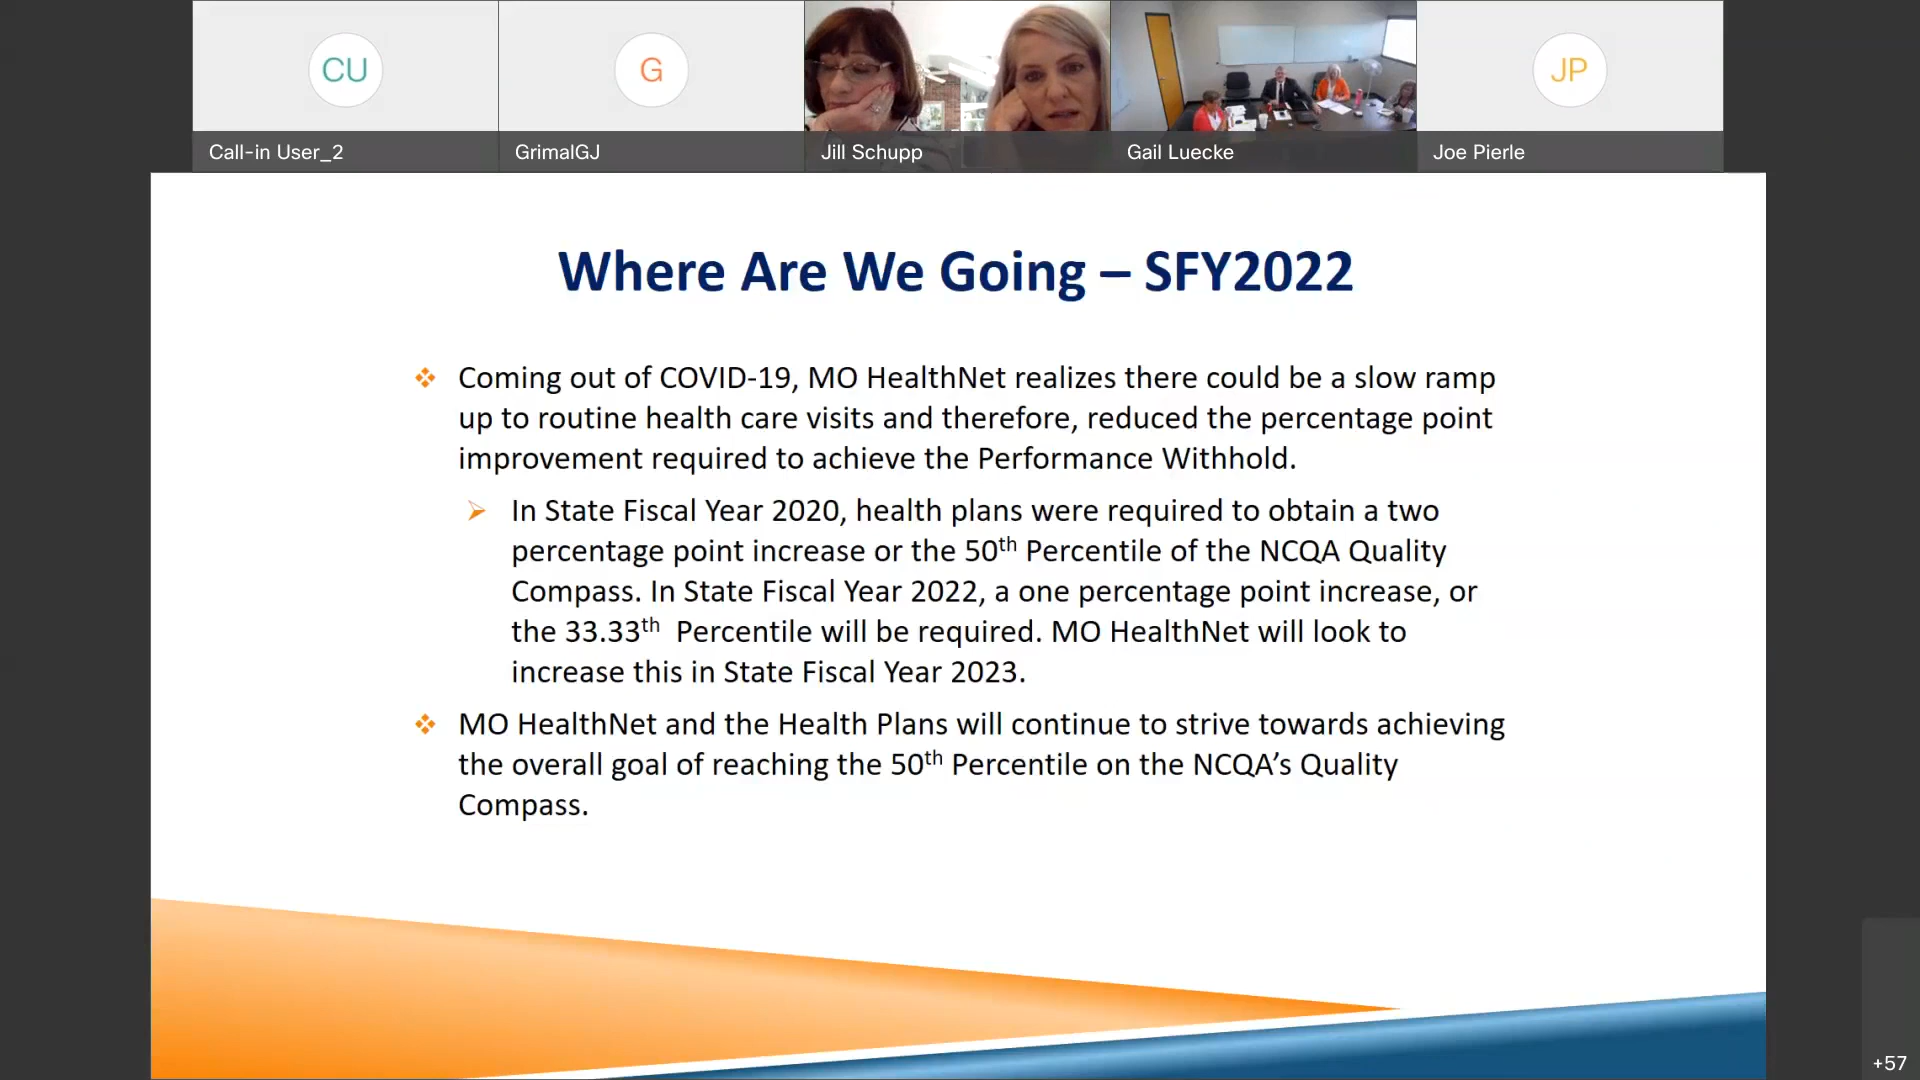 CU
G
JP
Call-in User_2
GrimalGJ
Jill Schupp
Gail Luecke
Joe Pierle
Where Are We Going – SFY2022
Coming out of COVID-19, MO HealthNet realizes there could be a slow ramp
up to routine health care visits and therefore, reduced the percentage point
improvement required to achieve the Performance Withhold.
In State Fiscal Year 2020, health plans were required to obtain a two
percentage point increase or the 50th Percentile of the NCQA Quality
Compass. In State Fiscal Year 2022, a one percentage point increase, or
the 33.33th Percentile will be required. MO HealthNet will look to
increase this in State Fiscal Year 2023.
MO HealthNet and the Health Plans will continue to strive towards achieving
the overall goal of reaching the 50th Percentile on the NCQA’s Quality
Compass.
+57